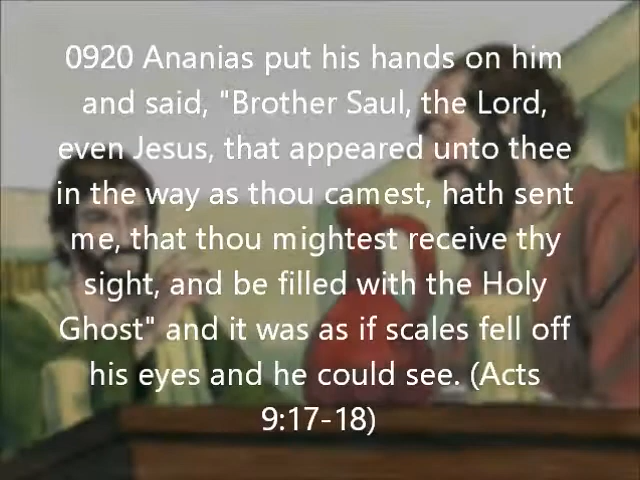 0920 Ananias put his hands on him
and said, "Brother Saul, the Lord,
even Jesus, that appeared unto thee
in the way as thou camest, hath sent
me, that thou mightest receive thy
sight, and be filled with the Holy
Ghost" and it was as if scales fell off
his eyes and he could see. (Acts
9:17-18)